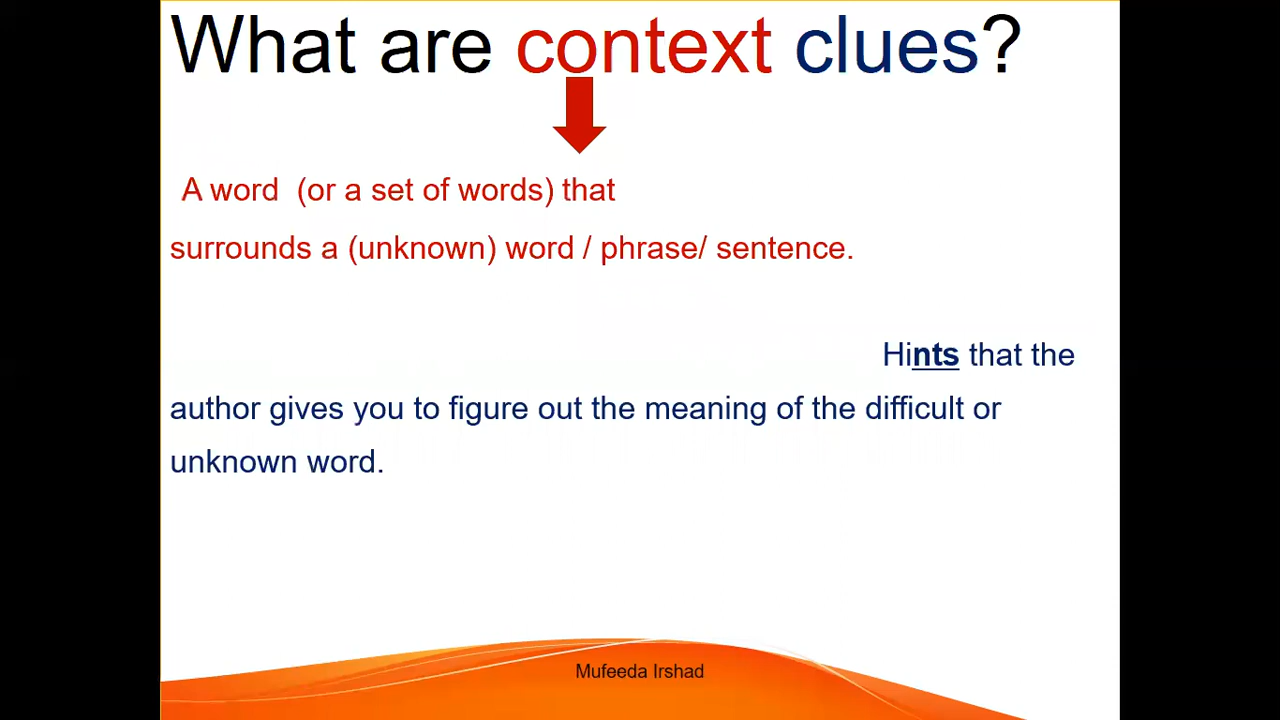 What are context clues?
A word (or a set of words) that
surrounds a (unknown) word / phrase/ sentence.
Hints that the
author gives you to figure out the meaning of the difficult or
unknown word.
Mufeeda Irshad